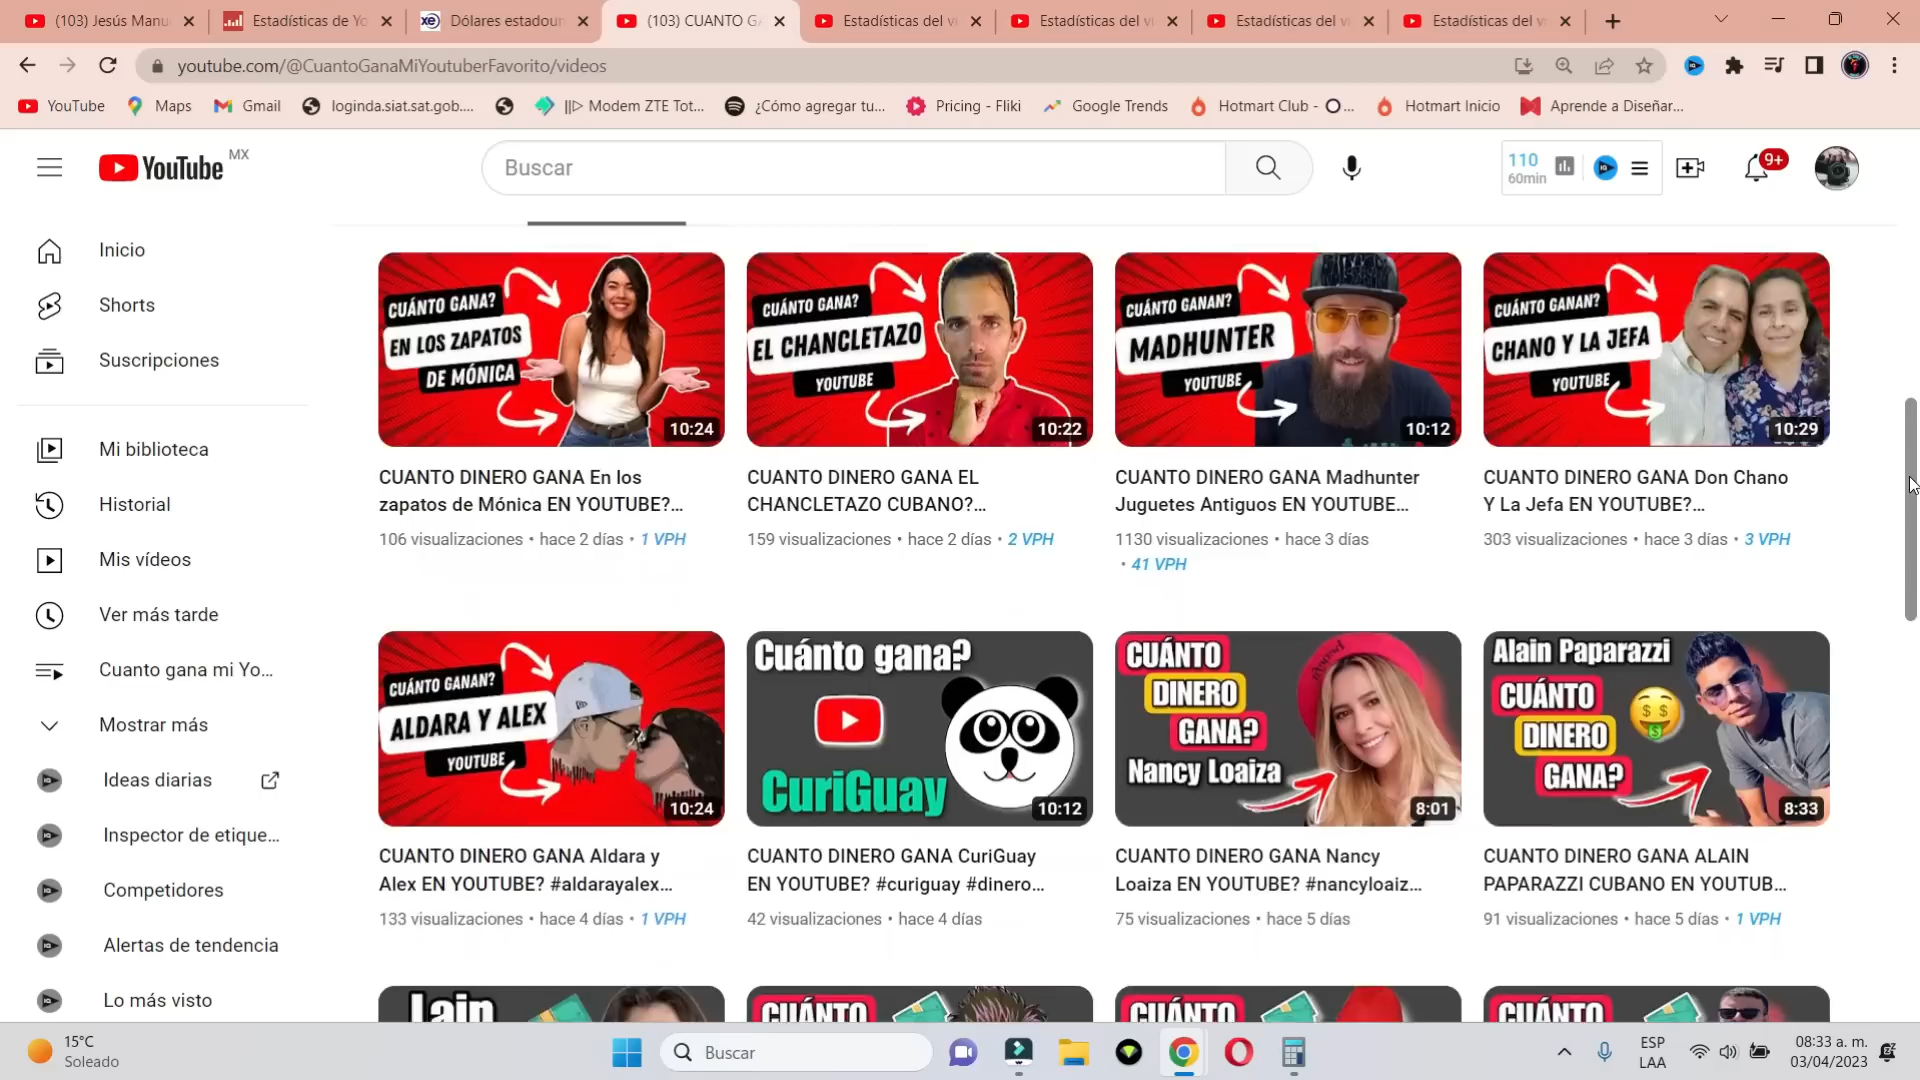 (103) Jesús Manu
Estadísticas de Yo
Dólares estadoun
(103) CUANTO GA
Estadísticas del vi
Estadísticas del vi
Estadísticas del vi
Estadísticas del v
youtube.com/@CuantoGanaMiYoutuberFavorito/videos
YouTube
Maps
Gmail
loginda.siat.sat.gob....
||▷ Modem ZTE Tot...
¿Cómo agregar tu...
Pricing - Fliki
Google Trends
Hotmart Club - O...
Hotmart Inicio
Aprende a Diseñar...
YouTube MX
Buscar
110
60min
9+
Inicio
Shorts
Suscripciones
Mi biblioteca
Historial
Mis vídeos
Ver más tarde
Cuanto gana mi Yo...
Mostrar más
Ideas diarias
Inspector de etique...
Competidores
Alertas de tendencia
Lo más visto
CUÁNTO GANA?
EN LOS ZAPATOS
DE MÓNICA
10:24
CUANTO DINERO GANA En los
zapatos de Mónica EN YOUTUBE?...
106 visualizaciones • hace 2 días • 1 VPH
CUÁNTO GANA?
EL CHANCLETAZO
YOUTUBE
10:22
CUANTO DINERO GANA EL
CHANCLETAZO CUBANO?...
159 visualizaciones • hace 2 días • 2 VPH
CUÁNTO GANAN?
MADHUNTER
YOUTUBE
10:12
CUANTO DINERO GANA Madhunter
Juguetes Antiguos EN YOUTUBE...
1130 visualizaciones • hace 3 días
• 41 VPH
CUÁNTO GANAN?
CHANO Y LA JEFA
YOUTUBE
10:29
CUANTO DINERO GANA Don Chano
Y La Jefa EN YOUTUBE?...
303 visualizaciones • hace 3 días • 3 VPH
CUÁNTO GANAN?
ALDARA Y ALEX
YOUTUBE
10:24
CUANTO DINERO GANA Aldara y
Alex EN YOUTUBE? #aldarayalex...
133 visualizaciones • hace 4 días • 1 VPH
Cuánto gana?
CuriGuay
10:12
CUANTO DINERO GANA CuriGuay
EN YOUTUBE? #curiguay #dinero...
42 visualizaciones • hace 4 días
CUÁNTO
DINERO
GANA?
Nancy Loaiza
8:01
CUANTO DINERO GANA Nancy
Loaiza EN YOUTUBE? #nancyloaiz...
75 visualizaciones • hace 5 días
Alain Paparazzi
CUÁNTO
DINERO
GANA?
8:33
CUANTO DINERO GANA ALAIN
PAPARAZZI CUBANO EN YOUTUB...
91 visualizaciones • hace 5 días • 1 VPH
Lain
CUÁNTO
CUÁNTO
CUÁNTO
15°C
Soleado
Buscar
ESP
LAA
08:33 a. m.
03/04/2023